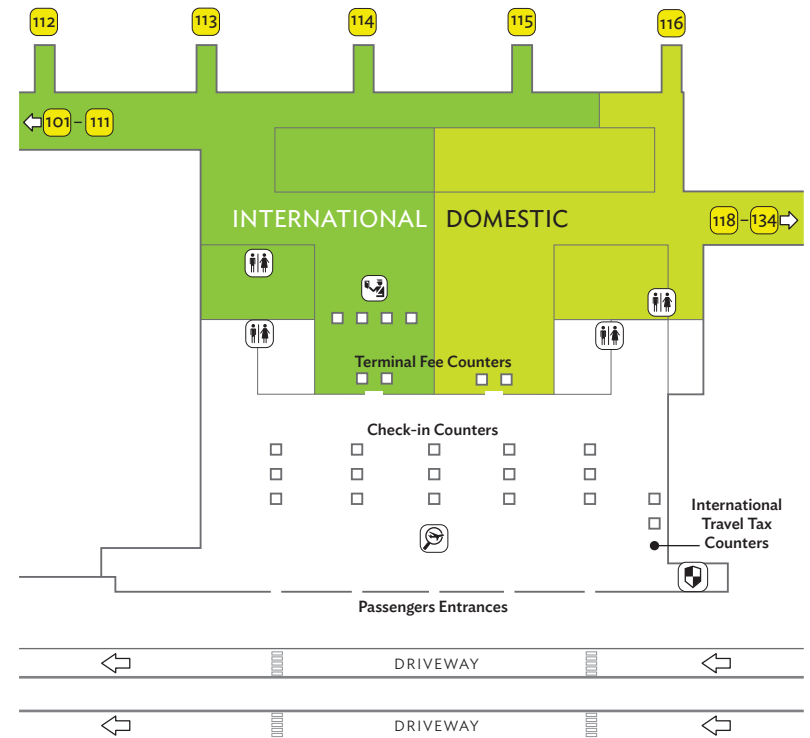 112
113
114
115
116
101 – 111
INTERNATIONAL
DOMESTIC
118 – 134
Terminal Fee Counters
Check-in Counters
International
Travel Tax
Counters
Passengers Entrances
DRIVEWAY
DRIVEWAY